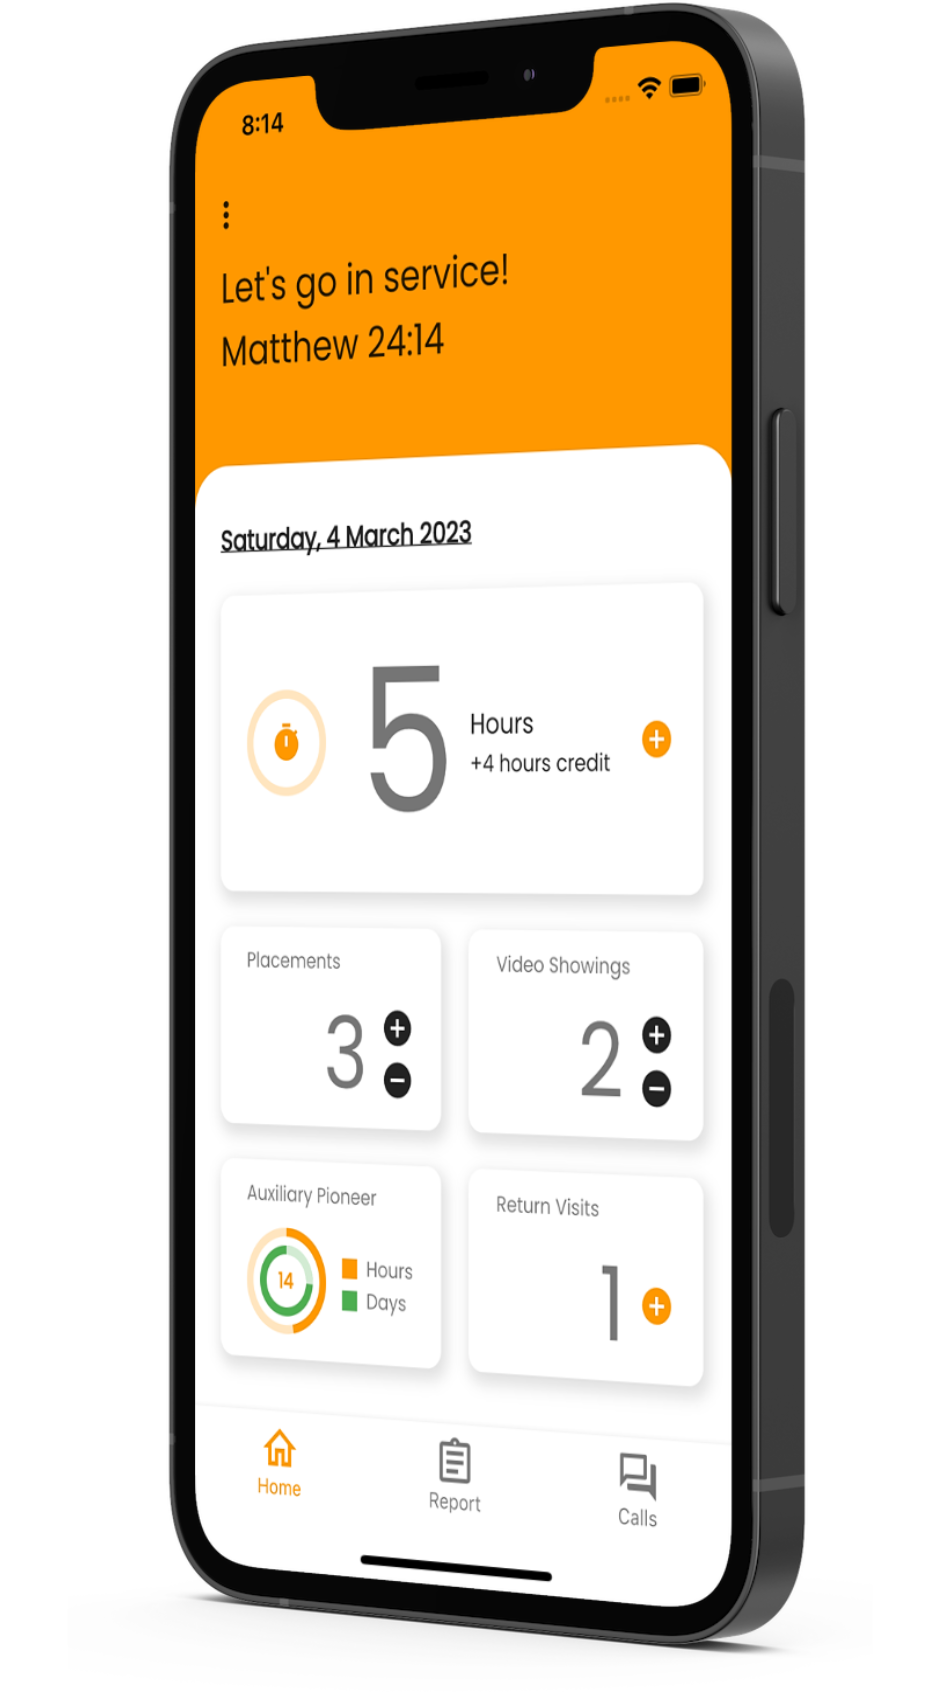 8:14
Let's go in service!
Matthew 24:14
Saturday, 4 March 2023
5
Hours
+4 hours credit
Placements
3
Video Showings
2
Auxiliary Pioneer
14
Hours
Days
Return Visits
1
Home
Report
Calls